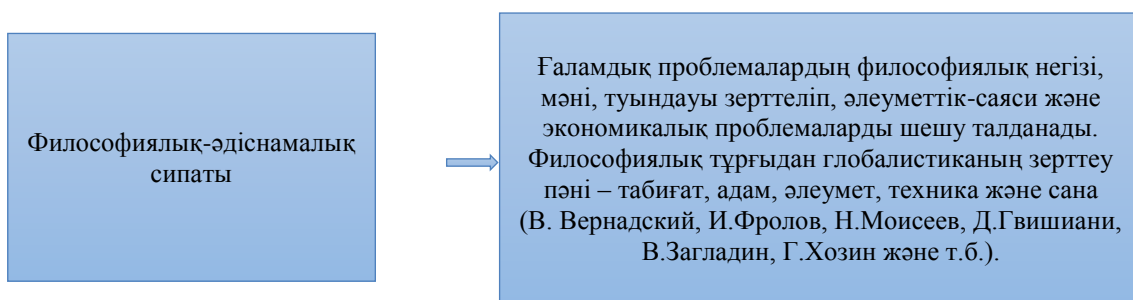 Философиялық-әдіснамалық
сипаты
Ғаламдық проблемалардың философиялық негізі,
мәні, туындауы зерттеліп, әлеуметтік-саяси және
экономикалық проблемаларды шешу талданады.
Философиялық тұрғыдан глобалистиканың зерттеу
пәні – табиғат, адам, әлеумет, техника және сана
(В. Вернадский, И.Фролов, Н.Моисеев, Д.Гвишиани,
В.Загладин, Г.Хозин және т.б.).